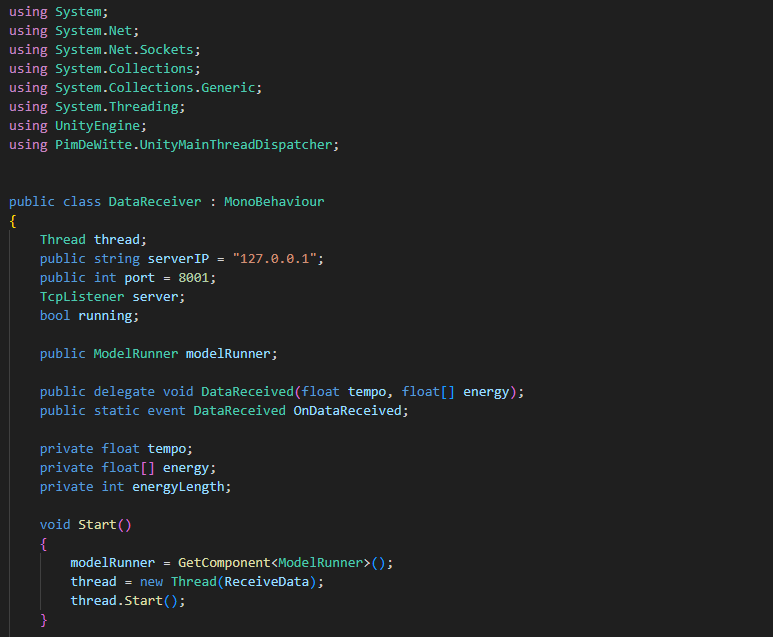 using System;
using System.Net;
using System.Net.Sockets;
using System.Collections;
using System.Collections.Generic;
using System.Threading;
using UnityEngine;
using PimDeWitte.UnityMainThreadDispatcher;
public class DataReceiver : MonoBehaviour
{
    Thread thread;
    public string serverIP = "127.0.0.1";
    public int port = 8001;
    TcpListener server;
    bool running;
    public ModelRunner modelRunner;
    public delegate void DataReceived(float tempo, float[] energy);
    public static event DataReceived OnDataReceived;
    private float tempo;
    private float[] energy;
    private int energyLength;
    void Start()
    {
        modelRunner = GetComponent<ModelRunner>();
        thread = new Thread(ReceiveData);
        thread.Start();
    }